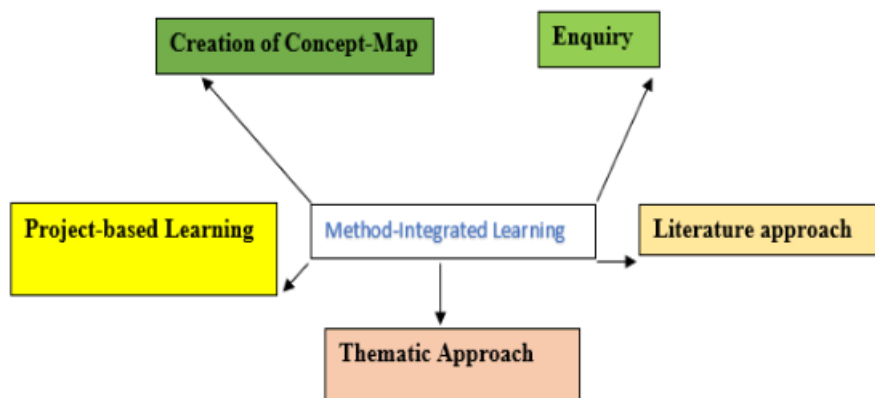 Creation of Concept-Map
Enquiry
Project-based Learning
Method-Integrated Learning
Literature approach
Thematic Approach